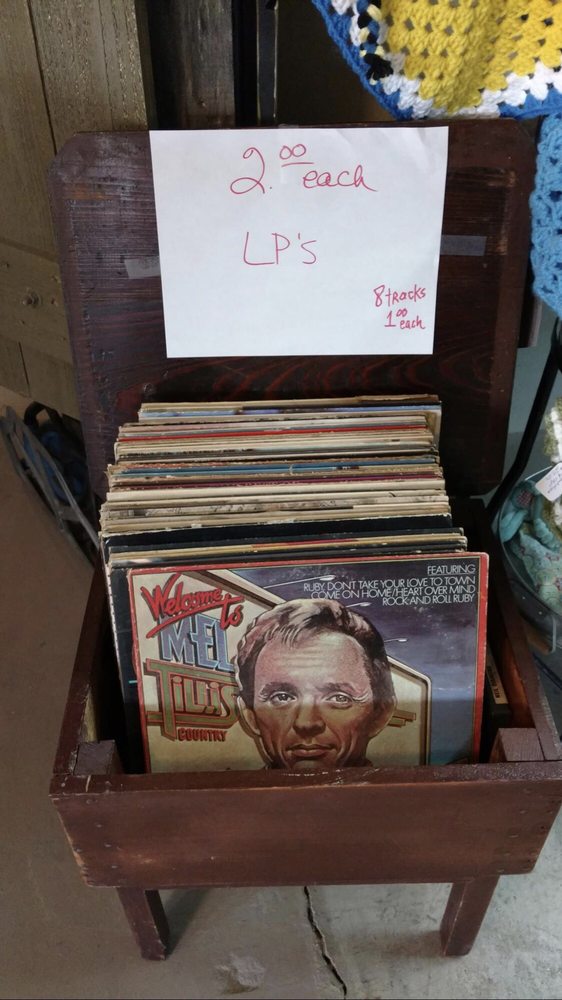 2.00 each
LP's
8 tracks
1.00 each
FEATURING
RUBY, DON'T TAKE YOUR LOVE TO TOWN
COME ON HOME/HEART OVER MIND
ROCK AND ROLL RUBY
Welcome to
MEL
TILLIS
COUNTRY